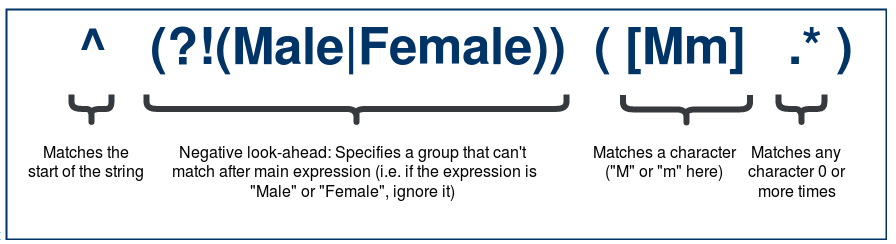 ^ (?!(Male|Female)) ( [Mm] .* )
Matches the
start of the string
Negative look-ahead: Specifies a group that can't
match after main expression (i.e. if the expression is
"Male" or "Female", ignore it)
Matches a character
("M" or "m" here)
Matches any
character 0 or
more times